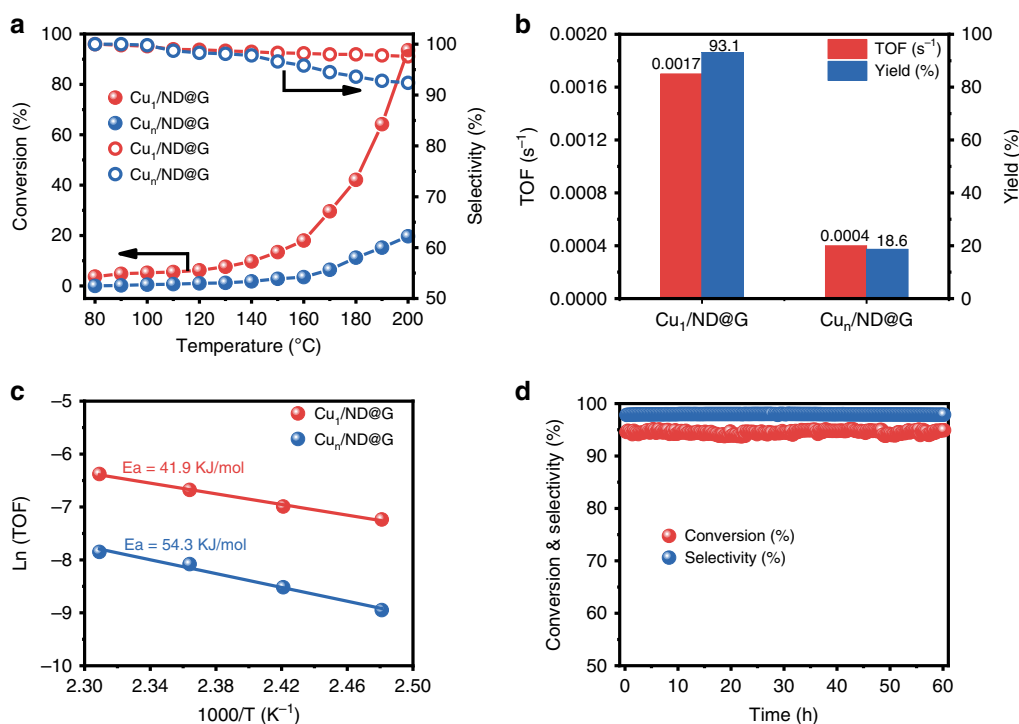 a
100
80
60
40
20
0
Conversion (%)
100
90
80
70
60
50
Selectivity (%)
Cu1/ND@G
Cun/ND@G
Cu1/ND@G
Cun/ND@G
80 100 120 140 160 180 200
Temperature (°C)
b
0.0020
0.0016
0.0012
0.0008
0.0004
0.0000
TOF (s⁻¹)
100
80
60
40
20
0
Yield (%)
TOF (s⁻¹)
Yield (%)
0.0017 93.1
0.0004 18.6
Cu1/ND@G Cun/ND@G
c
–5
–6
–7
–8
–9
–10
Ln (TOF)
Cu1/ND@G
Cun/ND@G
Ea = 41.9 KJ/mol
Ea = 54.3 KJ/mol
2.30 2.34 2.38 2.42 2.46 2.50
1000/T (K⁻¹)
d
100
90
80
70
60
50
Conversion & selectivity (%)
Conversion (%)
Selectivity (%)
0 10 20 30 40 50 60
Time (h)